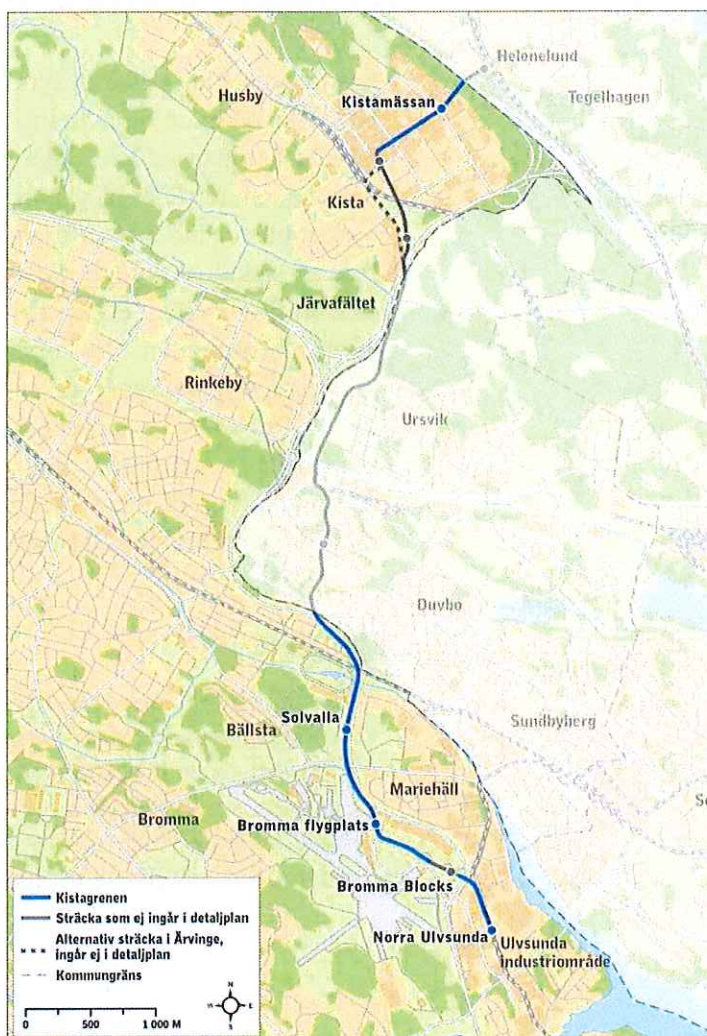 Helenelund
Husby
Kistamässan
Tegelhagen
Kista
Järvafältet
Rinkeby
Ursvik
Duvbo
Solvalla
Sundbyberg
Bällsta
Mariehäll
Bromma
Bromma flygplats
Bromma Blocks
Norra Ulvsunda
Ulvsunda
industriområde
Kistagrenen
Sträcka som ej ingår i detaljplan
Alternativ sträcka i Ärvinge,
ingår ej i detaljplan
Kommungräns
N
W
E
S
0 500 1 000 M